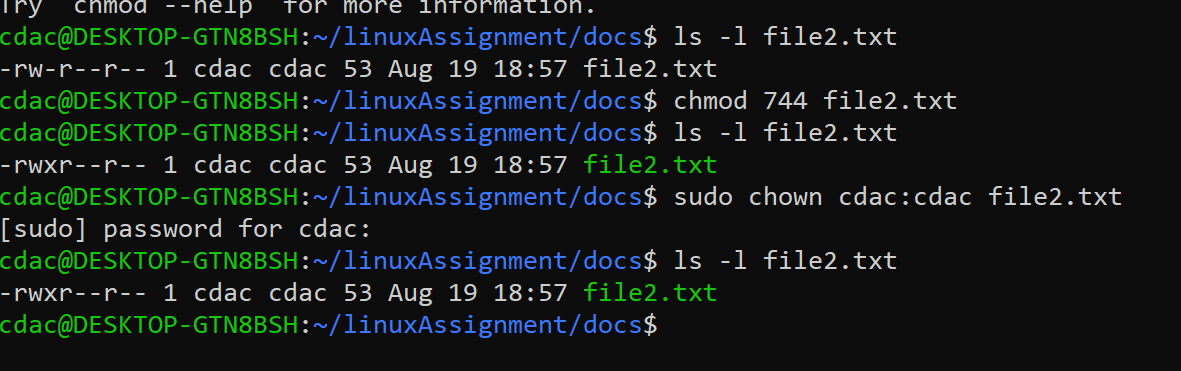 Try `chmod --help' for more information.
cdac@DESKTOP-GTN8BSH:~/linuxAssignment/docs$ ls -l file2.txt
-rw-r--r-- 1 cdac cdac 53 Aug 19 18:57 file2.txt
cdac@DESKTOP-GTN8BSH:~/linuxAssignment/docs$ chmod 744 file2.txt
cdac@DESKTOP-GTN8BSH:~/linuxAssignment/docs$ ls -l file2.txt
-rwxr--r-- 1 cdac cdac 53 Aug 19 18:57 file2.txt
cdac@DESKTOP-GTN8BSH:~/linuxAssignment/docs$ sudo chown cdac:cdac file2.txt
[sudo] password for cdac:
cdac@DESKTOP-GTN8BSH:~/linuxAssignment/docs$ ls -l file2.txt
-rwxr--r-- 1 cdac cdac 53 Aug 19 18:57 file2.txt
cdac@DESKTOP-GTN8BSH:~/linuxAssignment/docs$